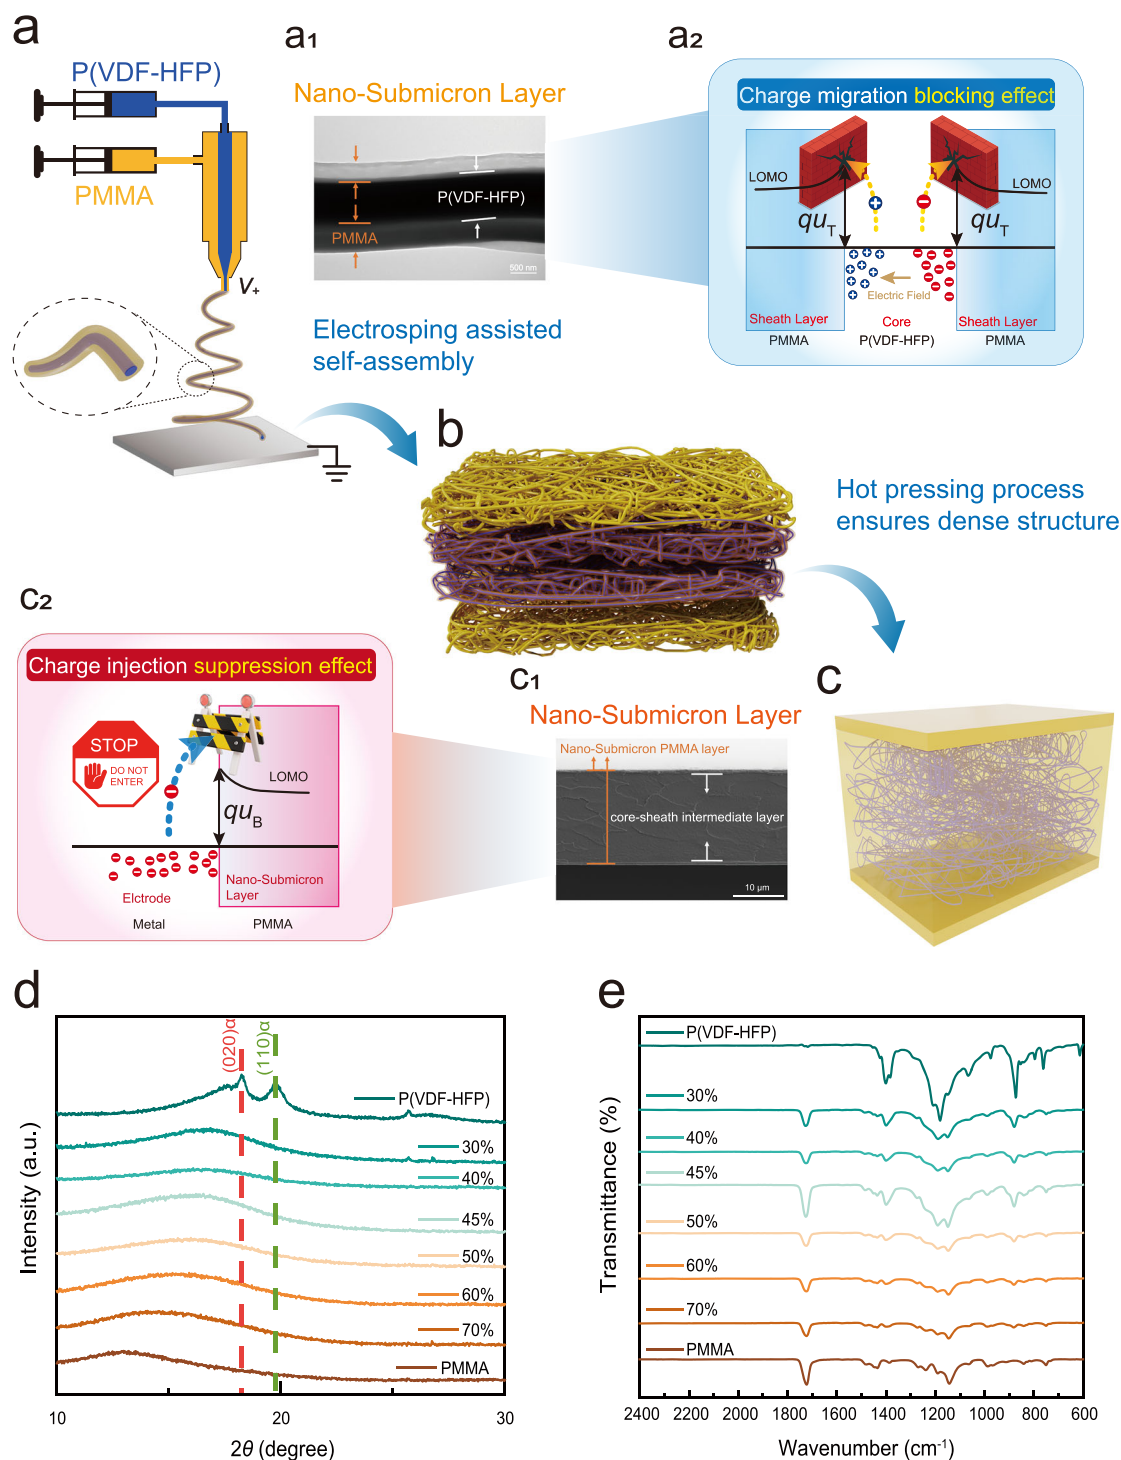 a
P(VDF-HFP)
PMMA
V+
a1
Nano-Submicron Layer
P(VDF-HFP)
PMMA
500 nm
a2
Charge migration blocking effect
LOMO
LOMO
quT
quT
Electric Field
Sheath Layer
Core
Sheath Layer
PMMA
P(VDF-HFP)
PMMA
Electrosping assisted
self-assembly
b
Hot pressing process
ensures dense structure
c2
Charge injection suppression effect
STOP
DO NOT
ENTER
LOMO
quB
Elctrode
Nano-Submicron
Layer
Metal
PMMA
c1
Nano-Submicron Layer
Nano-Submicron PMMA layer
core-sheath intermediate layer
10 μm
c
d
(020)α
(110)α
P(VDF-HFP)
30%
40%
45%
50%
60%
70%
PMMA
Intensity (a.u.)
10
20
30
2θ (degree)
e
P(VDF-HFP)
30%
40%
45%
50%
60%
70%
PMMA
Transmittance (%)
2400 2200 2000 1800 1600 1400 1200 1000 800 600
Wavenumber (cm⁻¹)